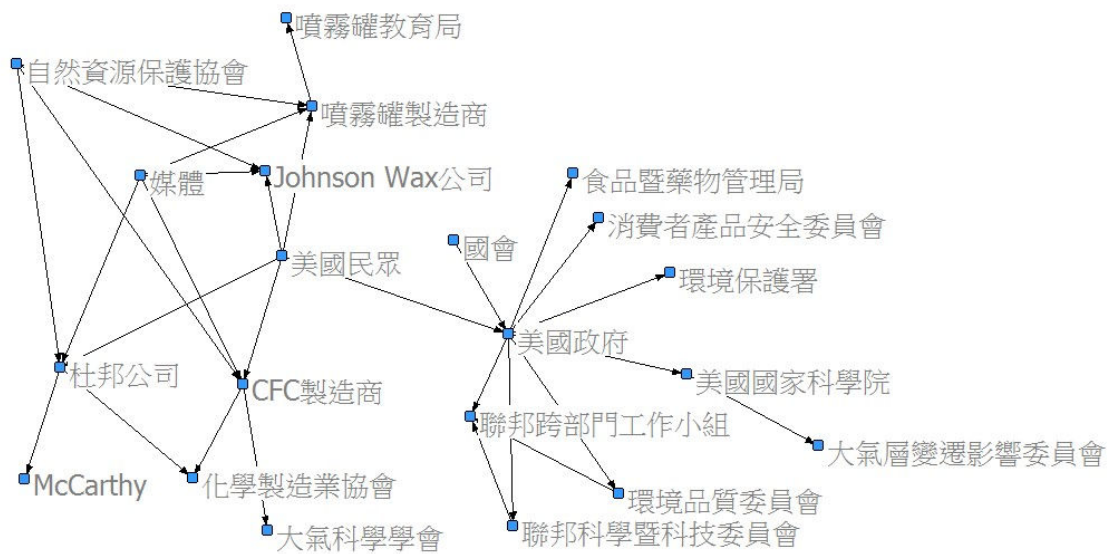 噴霧罐教育局
自然資源保護協會
噴霧罐製造商
媒體
Johnson Wax公司
食品暨藥物管理局
消費者產品安全委員會
國會
美國民眾
環境保護署
美國政府
杜邦公司
CFC製造商
美國國家科學院
聯邦跨部門工作小組
大氣層變遷影響委員會
McCarthy
化學製造業協會
環境品質委員會
大氣科學學會
聯邦科學暨科技委員會